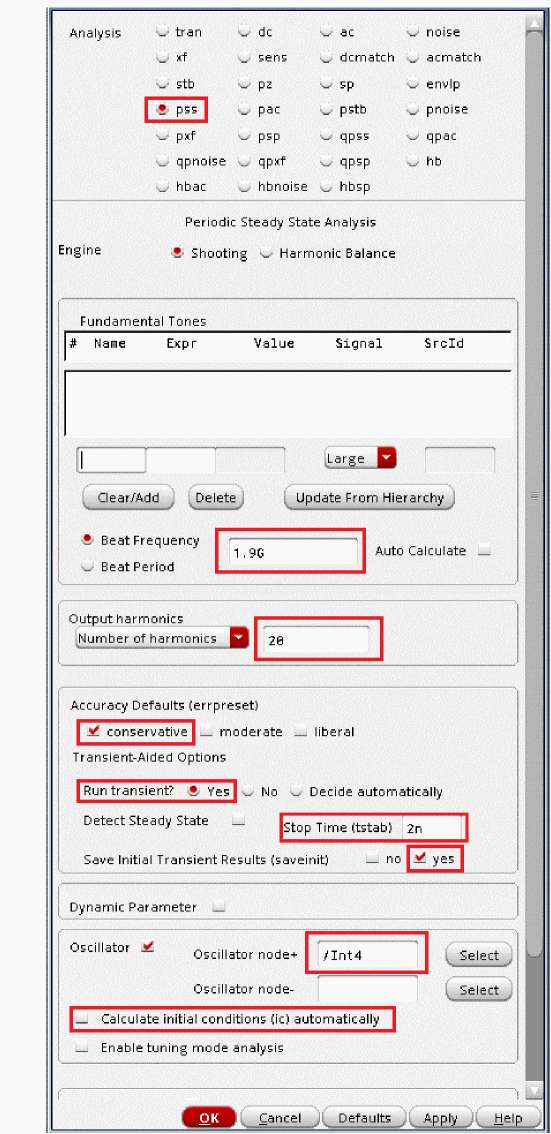 Analysis tran dc ac noise
xf sens dcmatch acmatch
stb pz sp envlp
pss pac pstb pnoise
pxf psp qpss qpac
qpnoise qpxf qpsp hb
hbac hbnoise hbsp
Periodic Steady State Analysis
Engine Shooting Harmonic Balance
Fundamental Tones
# Name Expr Value Signal SrcId
Large
Clear/Add Delete Update From Hierarchy
Beat Frequency 1.9G Auto Calculate
Beat Period
Output harmonics
Number of harmonics 20
Accuracy Defaults (errpreset)
conservative moderate liberal
Transient-Aided Options
Run transient? Yes No Decide automatically
Detect Steady State Stop Time (tstab) 2n
Save Initial Transient Results (saveinit) no yes
Dynamic Parameter
Oscillator Oscillator node+ /Int4 Select
Oscillator node- Select
Calculate initial conditions (ic) automatically
Enable tuning mode analysis
OK Cancel Defaults Apply Help